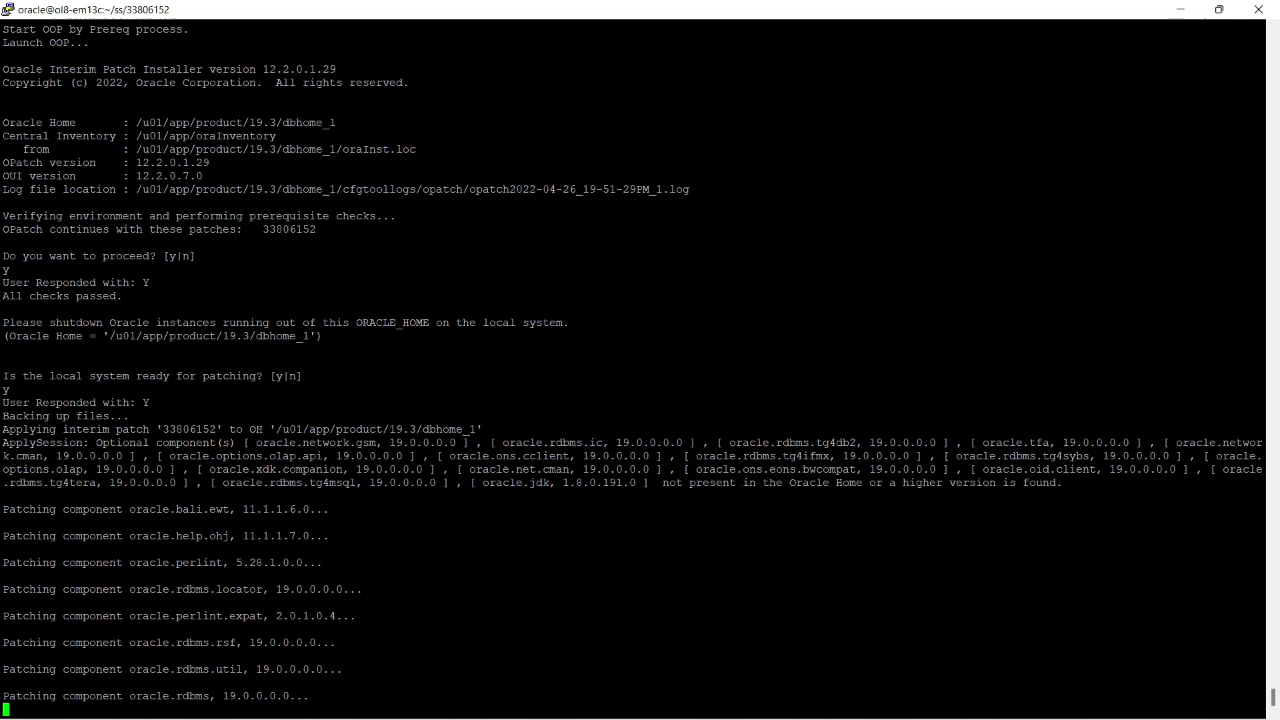 oracle@ol8-em13c:~/ss/33806152
Start OOP by Prereq process.
Launch OOP...
Oracle Interim Patch Installer version 12.2.0.1.29
Copyright (c) 2022, Oracle Corporation.  All rights reserved.
Oracle Home       : /u01/app/product/19.3/dbhome_1
Central Inventory : /u01/app/oraInventory
   from           : /u01/app/product/19.3/dbhome_1/oraInst.loc
OPatch version    : 12.2.0.1.29
OUI version       : 12.2.0.7.0
Log file location : /u01/app/product/19.3/dbhome_1/cfgtoollogs/opatch/opatch2022-04-26_19-51-29PM_1.log
Verifying environment and performing prerequisite checks...
OPatch continues with these patches:   33806152
Do you want to proceed? [y|n]
y
User Responded with: Y
All checks passed.
Please shutdown Oracle instances running out of this ORACLE_HOME on the local system.
(Oracle Home = '/u01/app/product/19.3/dbhome_1')
Is the local system ready for patching? [y|n]
y
User Responded with: Y
Backing up files...
Applying interim patch '33806152' to OH '/u01/app/product/19.3/dbhome_1'
ApplySession: Optional component(s) [ oracle.network.gsm, 19.0.0.0.0 ] , [ oracle.rdbms.ic, 19.0.0.0.0 ] , [ oracle.rdbms.tg4db2, 19.0.0.0.0 ] , [ oracle.tfa, 19.0.0.0.0 ] , [ oracle.networ
k.cman, 19.0.0.0.0 ] , [ oracle.options.olap.api, 19.0.0.0.0 ] , [ oracle.ons.cclient, 19.0.0.0.0 ] , [ oracle.rdbms.tg4ifmx, 19.0.0.0.0 ] , [ oracle.rdbms.tg4sybs, 19.0.0.0.0 ] , [ oracle.
options.olap, 19.0.0.0.0 ] , [ oracle.xdk.companion, 19.0.0.0.0 ] , [ oracle.net.cman, 19.0.0.0.0 ] , [ oracle.ons.eons.bwcompat, 19.0.0.0.0 ] , [ oracle.oid.client, 19.0.0.0.0 ] , [ oracle
.rdbms.tg4tera, 19.0.0.0.0 ] , [ oracle.rdbms.tg4msql, 19.0.0.0.0 ] , [ oracle.jdk, 1.8.0.191.0 ]  not present in the Oracle Home or a higher version is found.
Patching component oracle.bali.ewt, 11.1.1.6.0...
Patching component oracle.help.ohj, 11.1.1.7.0...
Patching component oracle.perlint, 5.28.1.0.0...
Patching component oracle.rdbms.locator, 19.0.0.0.0...
Patching component oracle.perlint.expat, 2.0.1.0.4...
Patching component oracle.rdbms.rsf, 19.0.0.0.0...
Patching component oracle.rdbms.util, 19.0.0.0.0...
Patching component oracle.rdbms, 19.0.0.0.0...